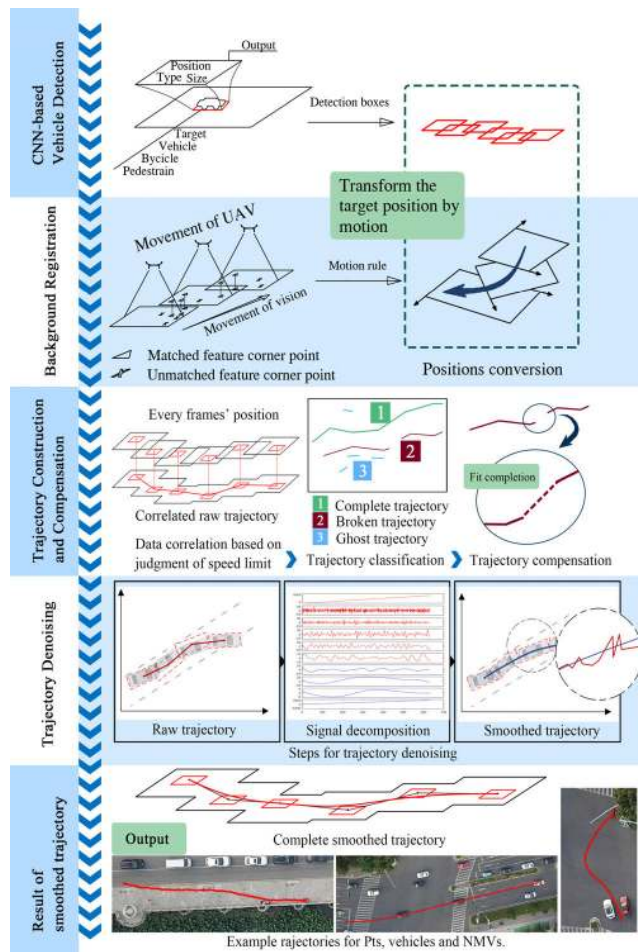 CNN-based
Vehicle Detection
Output
Position
Type Size
Target
Vehicle
Bycicle
Pedestrain
Detection boxes
Transform the
target position by
motion
Background Registration
Movement of UAV
Movement of vision
Motion rule
Matched feature corner point
Unmatched feature corner point
Positions conversion
Trajectory Construction
and Compensation
Every frames' position
Correlated raw trajectory
Data correlation based on
judgment of speed limit
1
2
3
1 Complete trajectory
2 Broken trajectory
3 Ghost trajectory
Trajectory classification
Fit completion
Trajectory compensation
Trajectory Denoising
Raw trajectory
Signal decomposition
Smoothed trajectory
Steps for trajectory denoising
Result of
smoothed trajectory
Complete smoothed trajectory
Output
Example rajectories for Pts, vehicles and NMVs.